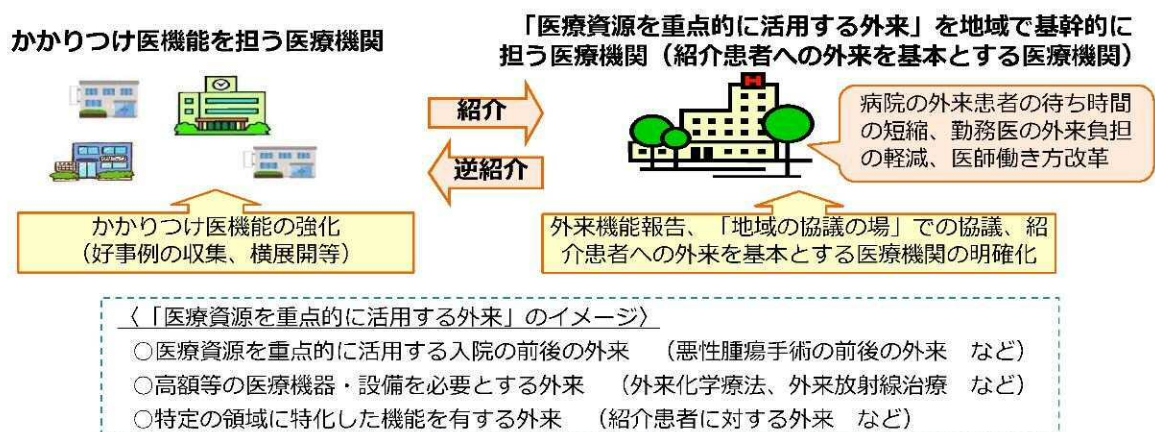 かかりつけ医機能を担う医療機関
「医療資源を重点的に活用する外来」を地域で基幹的に
担う医療機関（紹介患者への外来を基本とする医療機関）
紹介
逆紹介
H
病院の外来患者の待ち時間
の短縮、勤務医の外来負担
の軽減、医師働き方改革
かかりつけ医機能の強化
（好事例の収集、横展開等）
外来機能報告、「地域の協議の場」での協議、紹
介患者への外来を基本とする医療機関の明確化
〈「医療資源を重点的に活用する外来」のイメージ〉
○医療資源を重点的に活用する入院の前後の外来　（悪性腫瘍手術の前後の外来　など）
○高額等の医療機器・設備を必要とする外来　（外来化学療法、外来放射線治療　など）
○特定の領域に特化した機能を有する外来　（紹介患者に対する外来　など）